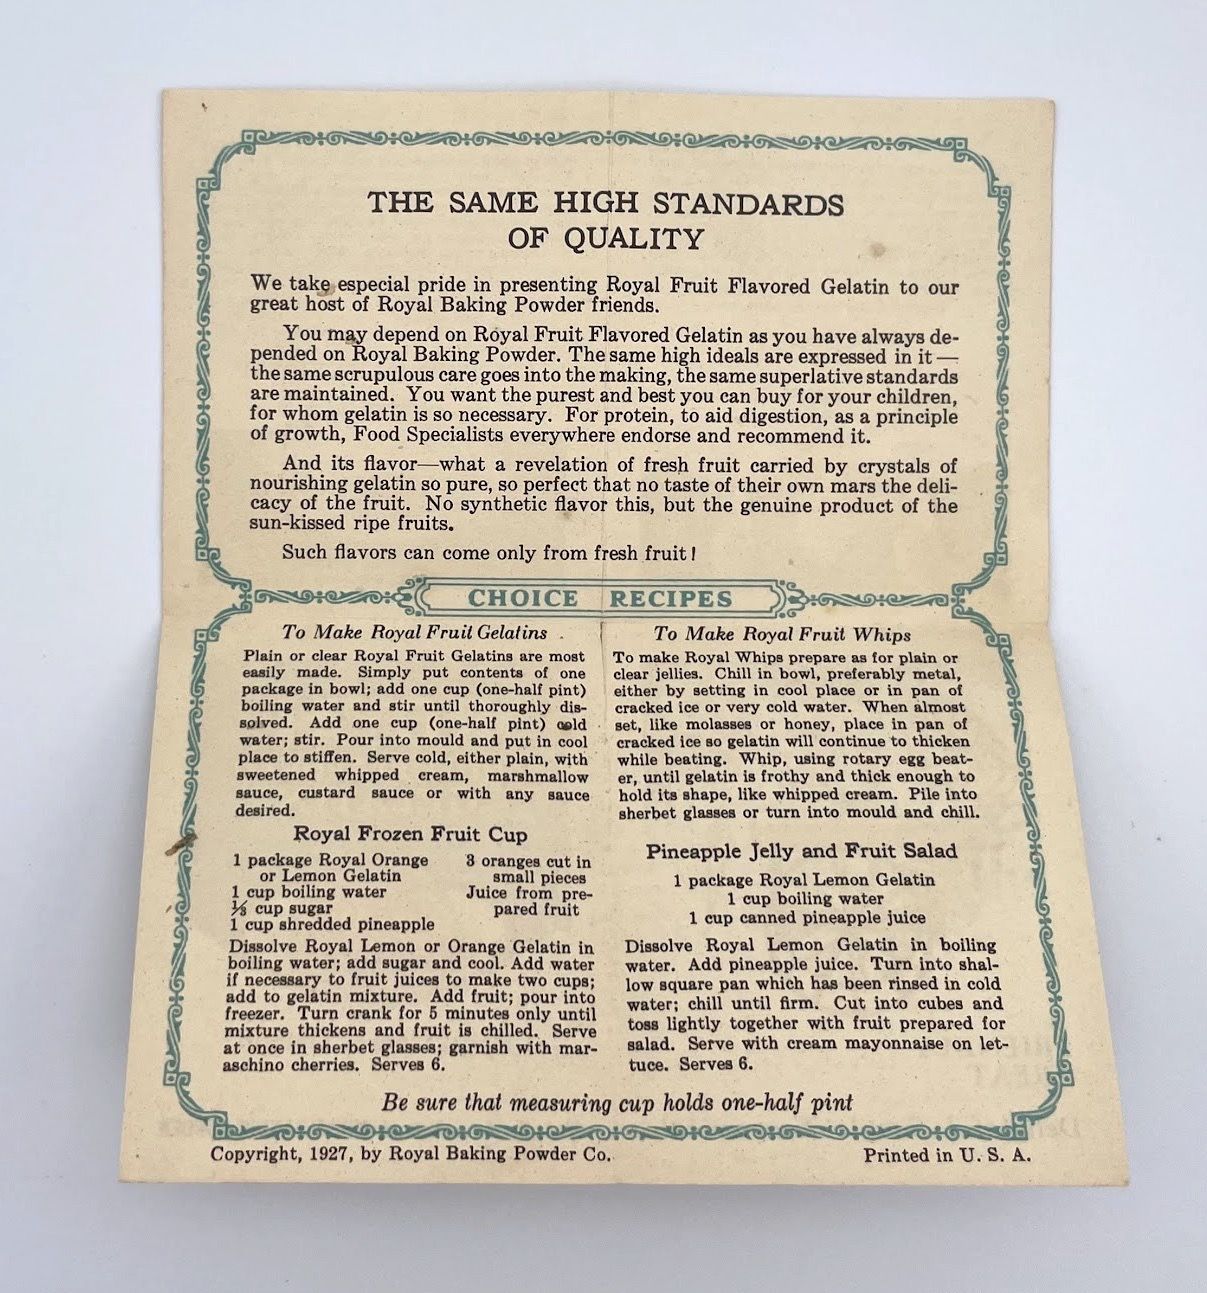 THE SAME HIGH STANDARDS
OF QUALITY
We take especial pride in presenting Royal Fruit Flavored Gelatin to our
great host of Royal Baking Powder friends.
You may depend on Royal Fruit Flavored Gelatin as you have always de-
pended on Royal Baking Powder. The same high ideals are expressed in it —
the same scrupulous care goes into the making, the same superlative standards
are maintained. You want the purest and best you can buy for your children,
for whom gelatin is so necessary. For protein, to aid digestion, as a principle
of growth, Food Specialists everywhere endorse and recommend it.
And its flavor—what a revelation of fresh fruit carried by crystals of
nourishing gelatin so pure, so perfect that no taste of their own mars the deli-
cacy of the fruit. No synthetic flavor this, but the genuine product of the
sun-kissed ripe fruits.
Such flavors can come only from fresh fruit!
CHOICE RECIPES
To Make Royal Fruit Gelatins
Plain or clear Royal Fruit Gelatins are most
easily made. Simply put contents of one
package in bowl; add one cup (one-half pint)
boiling water and stir until thoroughly dis-
solved. Add one cup (one-half pint) cold
water; stir. Pour into mould and put in cool
place to stiffen. Serve cold, either plain, with
sweetened whipped cream, marshmallow
sauce, custard sauce or with any sauce
desired.
Royal Frozen Fruit Cup
1 package Royal Orange
or Lemon Gelatin
1 cup boiling water
⅓ cup sugar
1 cup shredded pineapple
3 oranges cut in
small pieces
Juice from pre-
pared fruit
Dissolve Royal Lemon or Orange Gelatin in
boiling water; add sugar and cool. Add water
if necessary to fruit juices to make two cups;
add to gelatin mixture. Add fruit; pour into
freezer. Turn crank for 5 minutes only until
mixture thickens and fruit is chilled. Serve
at once in sherbet glasses; garnish with mar-
aschino cherries. Serves 6.
To Make Royal Fruit Whips
To make Royal Whips prepare as for plain or
clear jellies. Chill in bowl, preferably metal,
either by setting in cool place or in pan of
cracked ice or very cold water. When almost
set, like molasses or honey, place in pan of
cracked ice so gelatin will continue to thicken
while beating. Whip, using rotary egg beat-
er, until gelatin is frothy and thick enough to
hold its shape, like whipped cream. Pile into
sherbet glasses or turn into mould and chill.
Pineapple Jelly and Fruit Salad
1 package Royal Lemon Gelatin
1 cup boiling water
1 cup canned pineapple juice
Dissolve Royal Lemon Gelatin in boiling
water. Add pineapple juice. Turn into shal-
low square pan which has been rinsed in cold
water; chill until firm. Cut into cubes and
toss lightly together with fruit prepared for
salad. Serve with cream mayonnaise on let-
tuce. Serves 6.
Be sure that measuring cup holds one-half pint
Copyright, 1927, by Royal Baking Powder Co.
Printed in U. S. A.